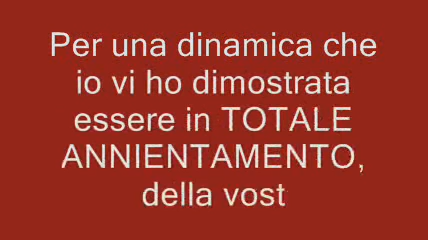 Per una dinamica che
io vi ho dimostrata
essere in TOTALE
ANNIENTAMENTO,
della vost